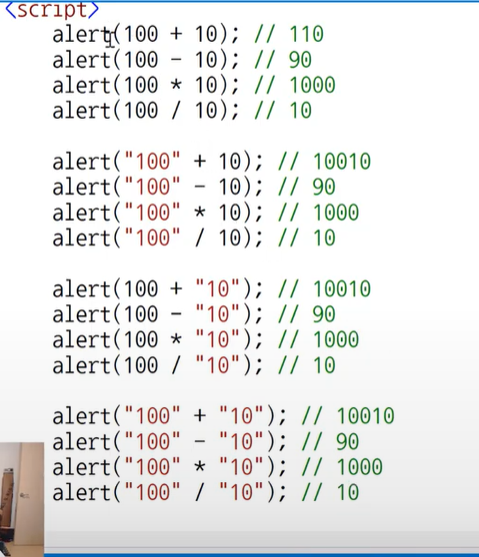 <script>
alert(100 + 10); // 110
alert(100 - 10); // 90
alert(100 * 10); // 1000
alert(100 / 10); // 10
alert("100" + 10); // 10010
alert("100" - 10); // 90
alert("100" * 10); // 1000
alert("100" / 10); // 10
alert(100 + "10"); // 10010
alert(100 - "10"); // 90
alert(100 * "10"); // 1000
alert(100 / "10"); // 10
alert("100" + "10"); // 10010
alert("100" - "10"); // 90
alert("100" * "10"); // 1000
alert("100" / "10"); // 10